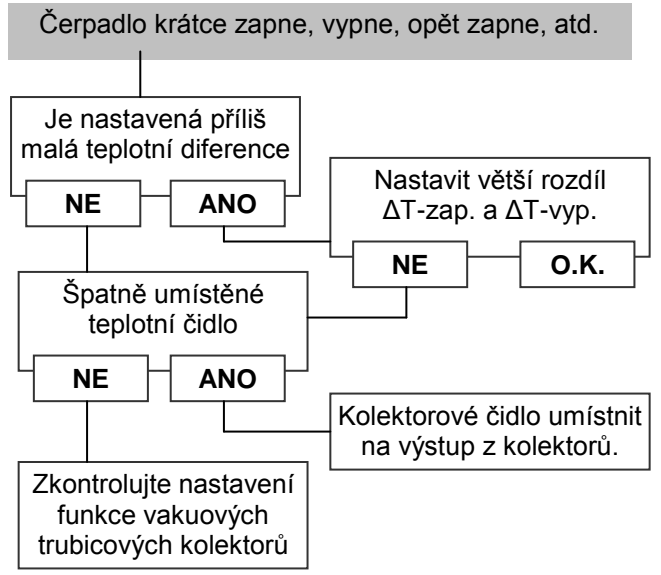 Čerpadlo krátce zapne, vypne, opět zapne, atd.
Je nastavená příliš
malá teplotní diference
NE
ANO
Nastavit větší rozdíl
ΔT-zap. a ΔT-vyp.
NE
O.K.
Špatně umístěné
teplotní čidlo
NE
ANO
Kolektorové čidlo umístnit
na výstup z kolektorů.
Zkontrolujte nastavení
funkce vakuových
trubicových kolektorů